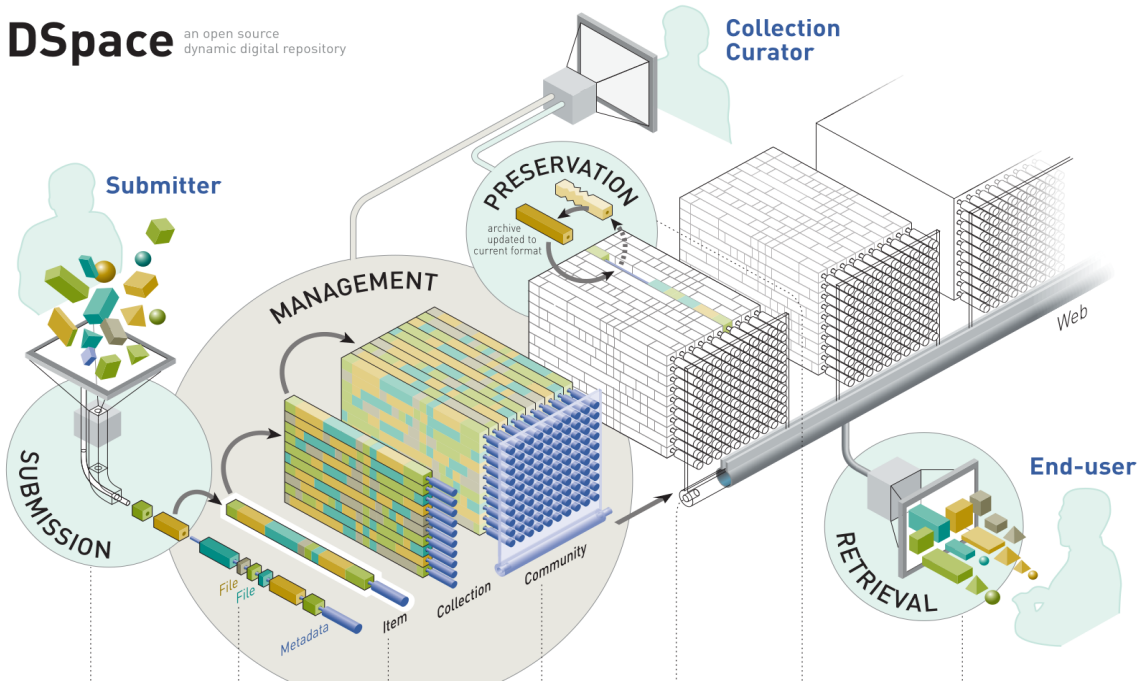 DSpace
an open source
dynamic digital repository
Collection
Curator
Submitter
PRESERVATION
archive
updated to
current format
MANAGEMENT
Web
SUBMISSION
End-user
RETRIEVAL
File
File
Metadata
Item
Collection
Community